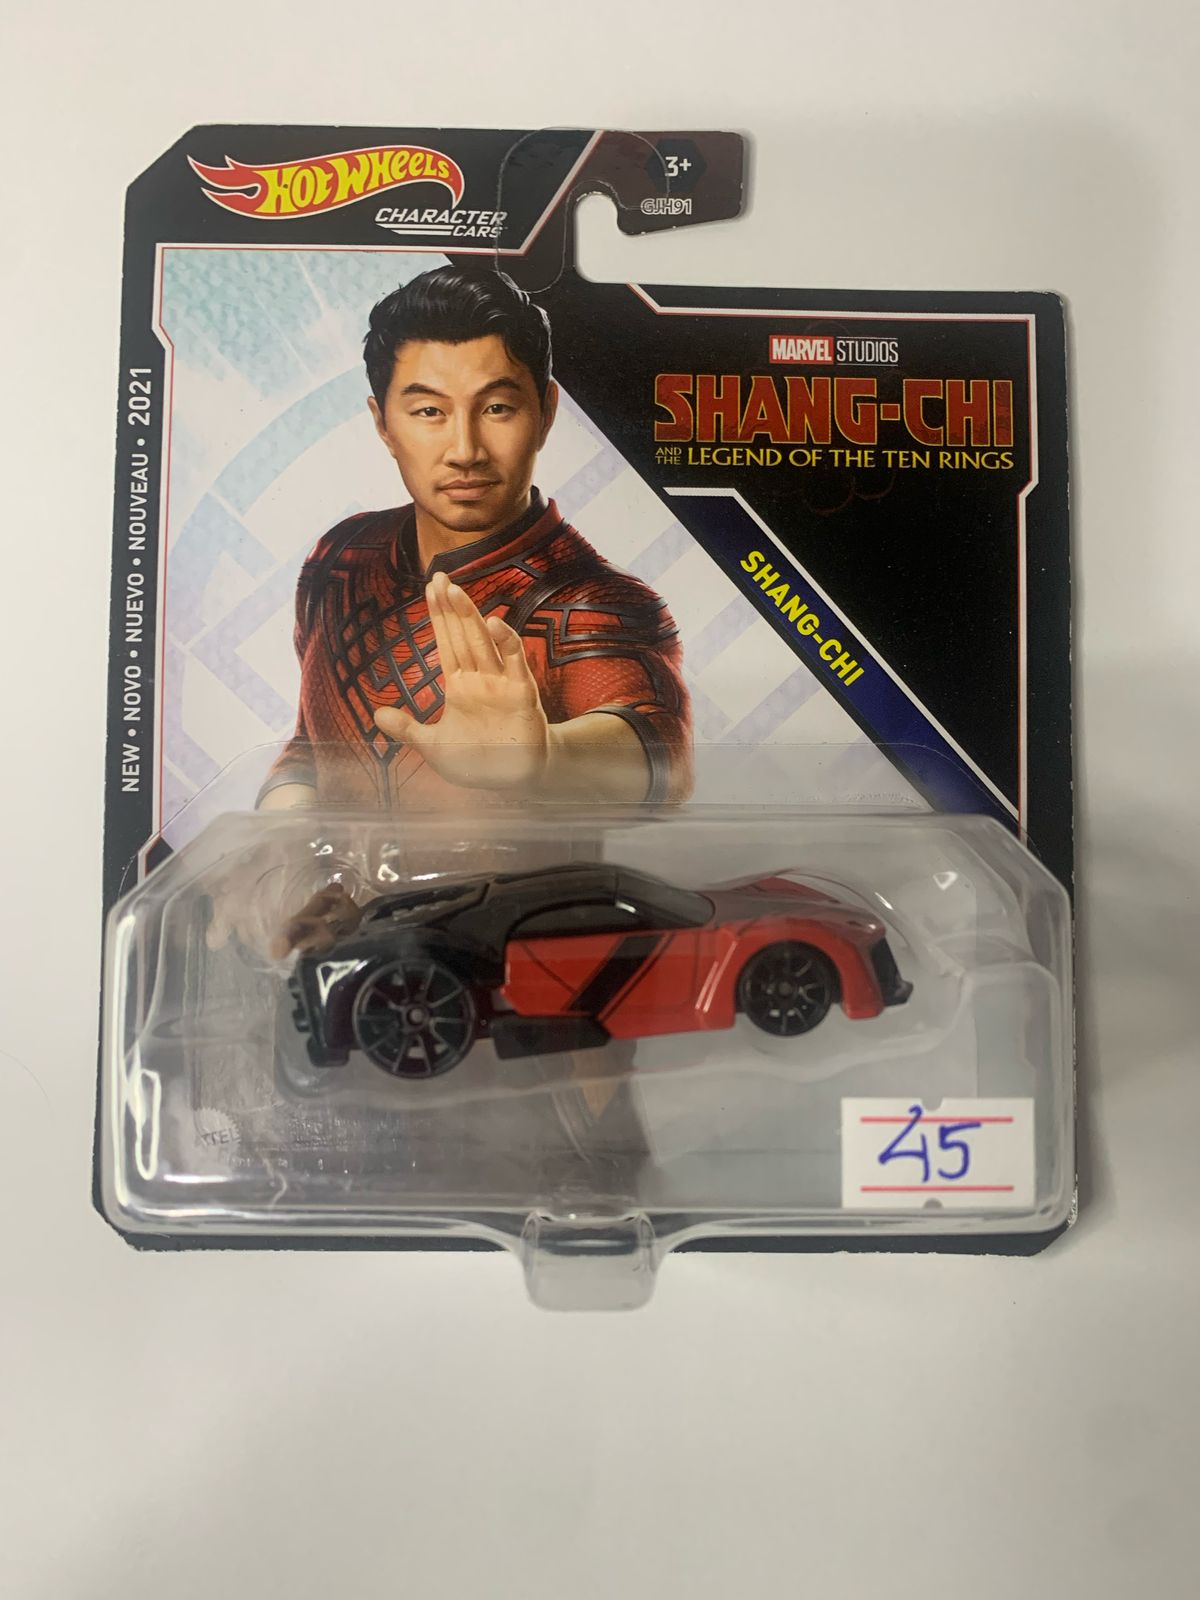 HOT WHEELS
CHARACTER
CARS
3+
GJH91
MARVEL STUDIOS
SHANG-CHI
AND THE LEGEND OF THE TEN RINGS
SHANG-CHI
NEW • NOVO • NUEVO • NOUVEAU • 2021
45